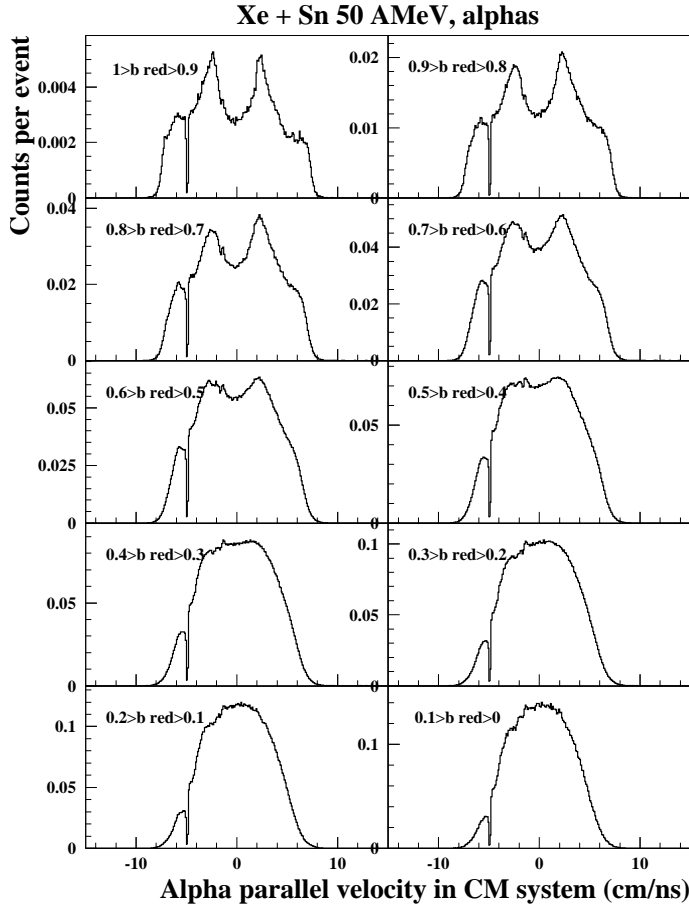 Xe + Sn 50 AMeV, alphas
Counts per event
1>b red>0.9
0.004
0.002
0
0.9>b red>0.8
0.02
0.01
0
0.8>b red>0.7
0.04
0.02
0
0.7>b red>0.6
0.04
0.02
0
0.6>b red>0.5
0.05
0.025
0
0.5>b red>0.4
0.05
0
0.4>b red>0.3
0.05
0
0.3>b red>0.2
0.1
0.05
0
0.2>b red>0.1
0.1
0.05
0
0.1>b red>0
0.1
0
-10 0 10
-10 0 10
Alpha parallel velocity in CM system (cm/ns)